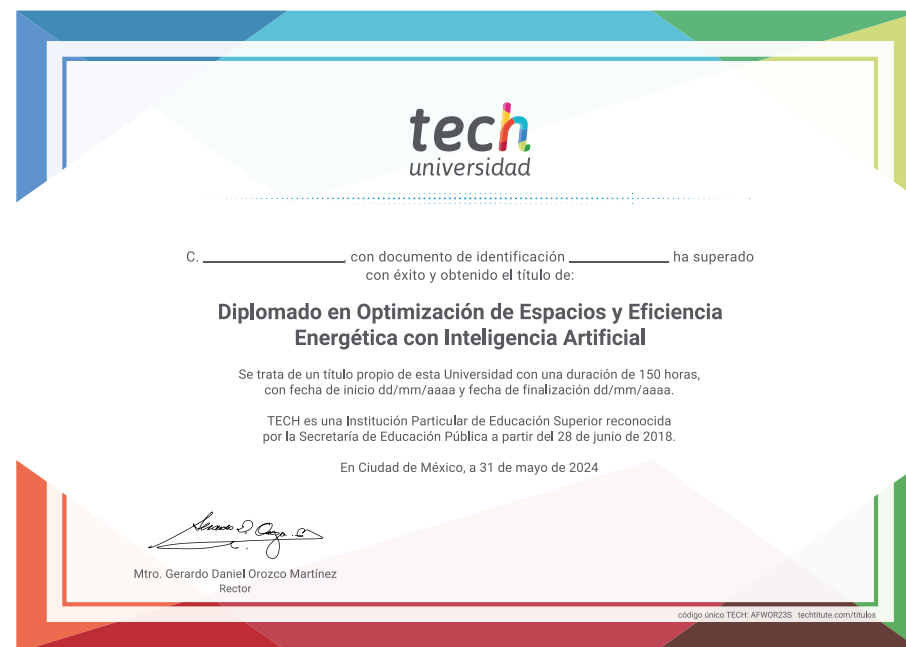 tech
universidad
C. ____________________, con documento de identificación ______________ ha superado
con éxito y obtenido el título de:
Diplomado en Optimización de Espacios y Eficiencia
Energética con Inteligencia Artificial
Se trata de un título propio de esta Universidad con una duración de 150 horas,
con fecha de inicio dd/mm/aaaa y fecha de finalización dd/mm/aaaa.
TECH es una Institución Particular de Educación Superior reconocida
por la Secretaría de Educación Pública a partir del 28 de junio de 2018.
En Ciudad de México, a 31 de mayo de 2024
Mtro. Gerardo Daniel Orozco Martínez
Rector
código único TECH: AFWOR23S techtitute.com/titulos